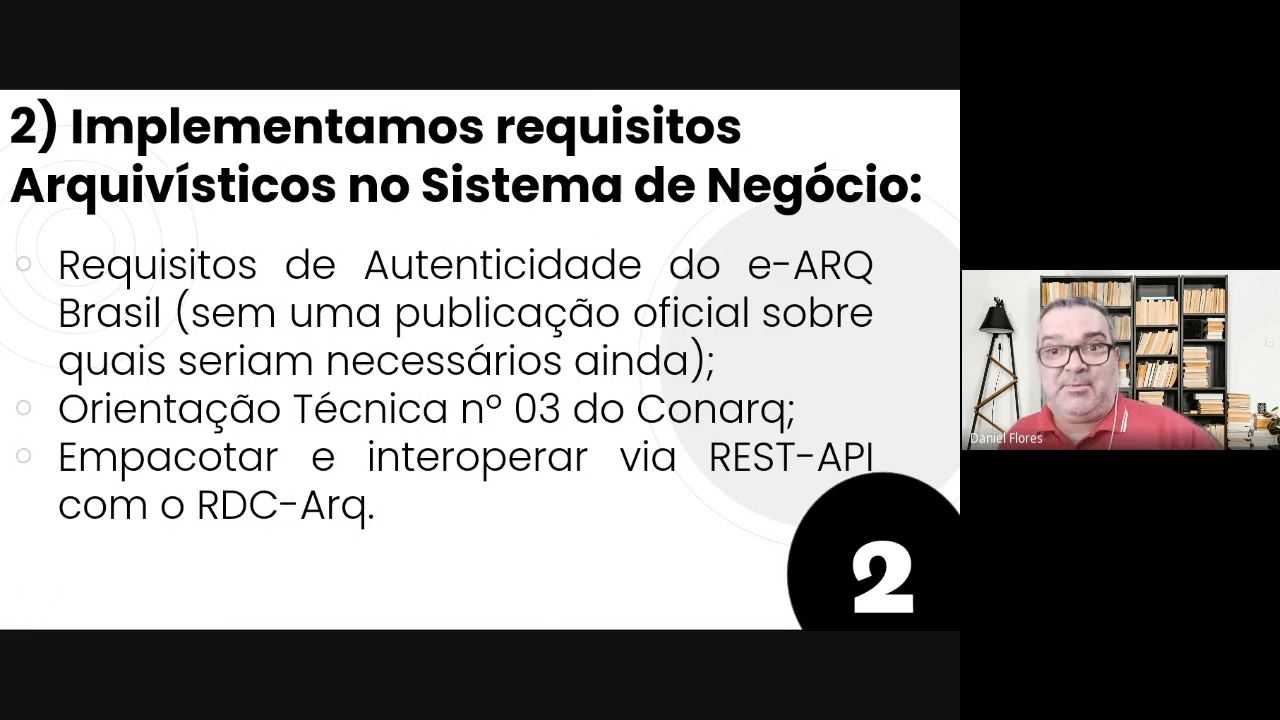 2) Implementamos requisitos
Arquivísticos no Sistema de Negócio:
Requisitos de Autenticidade do e-ARQ
Brasil (sem uma publicação oficial sobre
quais seriam necessários ainda);
Orientação Técnica nº 03 do Conarq;
Empacotar e interoperar via REST-API
com o RDC-Arq.
2
Daniel Flores